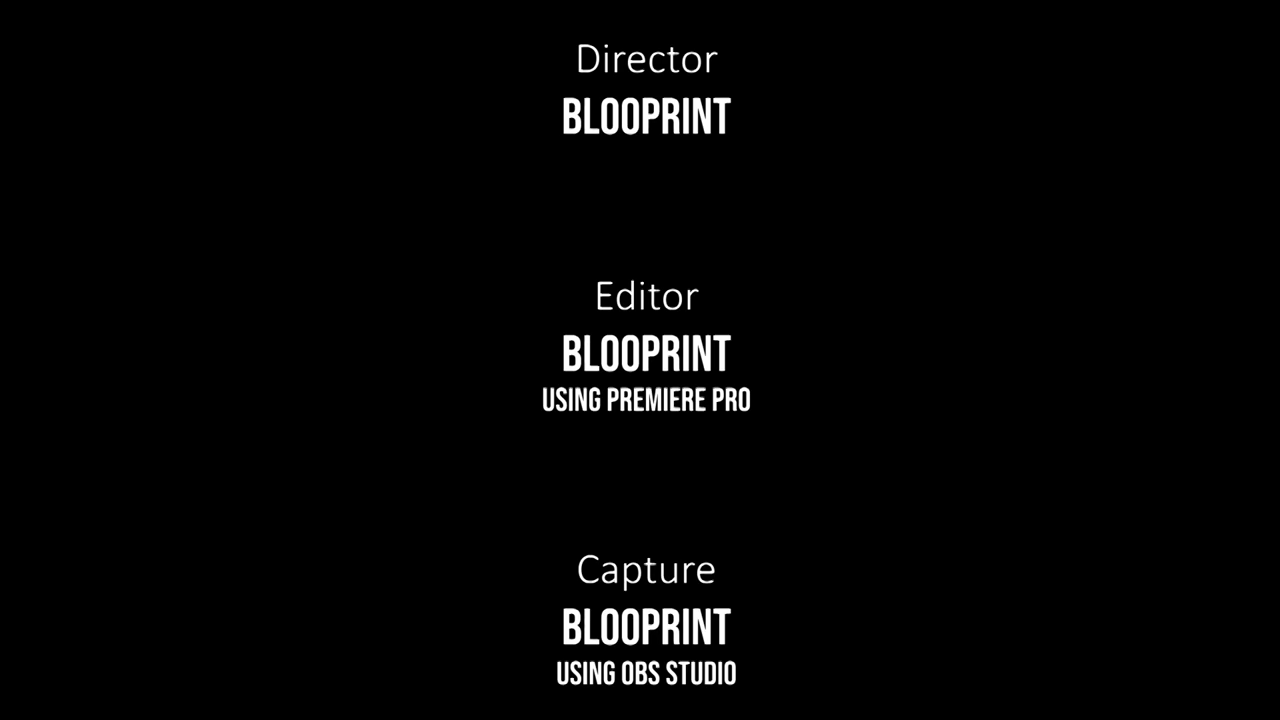 Director
BLOOPRINT
Editor
BLOOPRINT
USING PREMIERE PRO
Capture
BLOOPRINT
USING OBS STUDIO